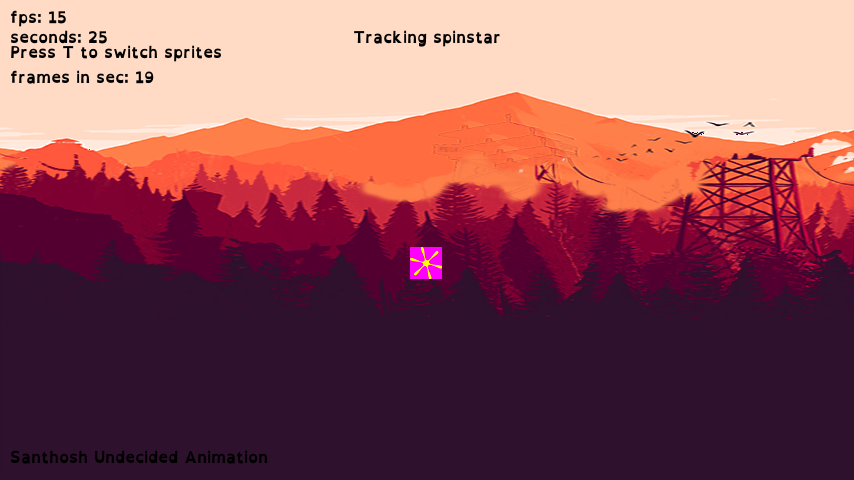 fps: 15
seconds: 25
Tracking spinstar
Press T to switch sprites
frames in sec: 19
Santhosh Undecided Animation